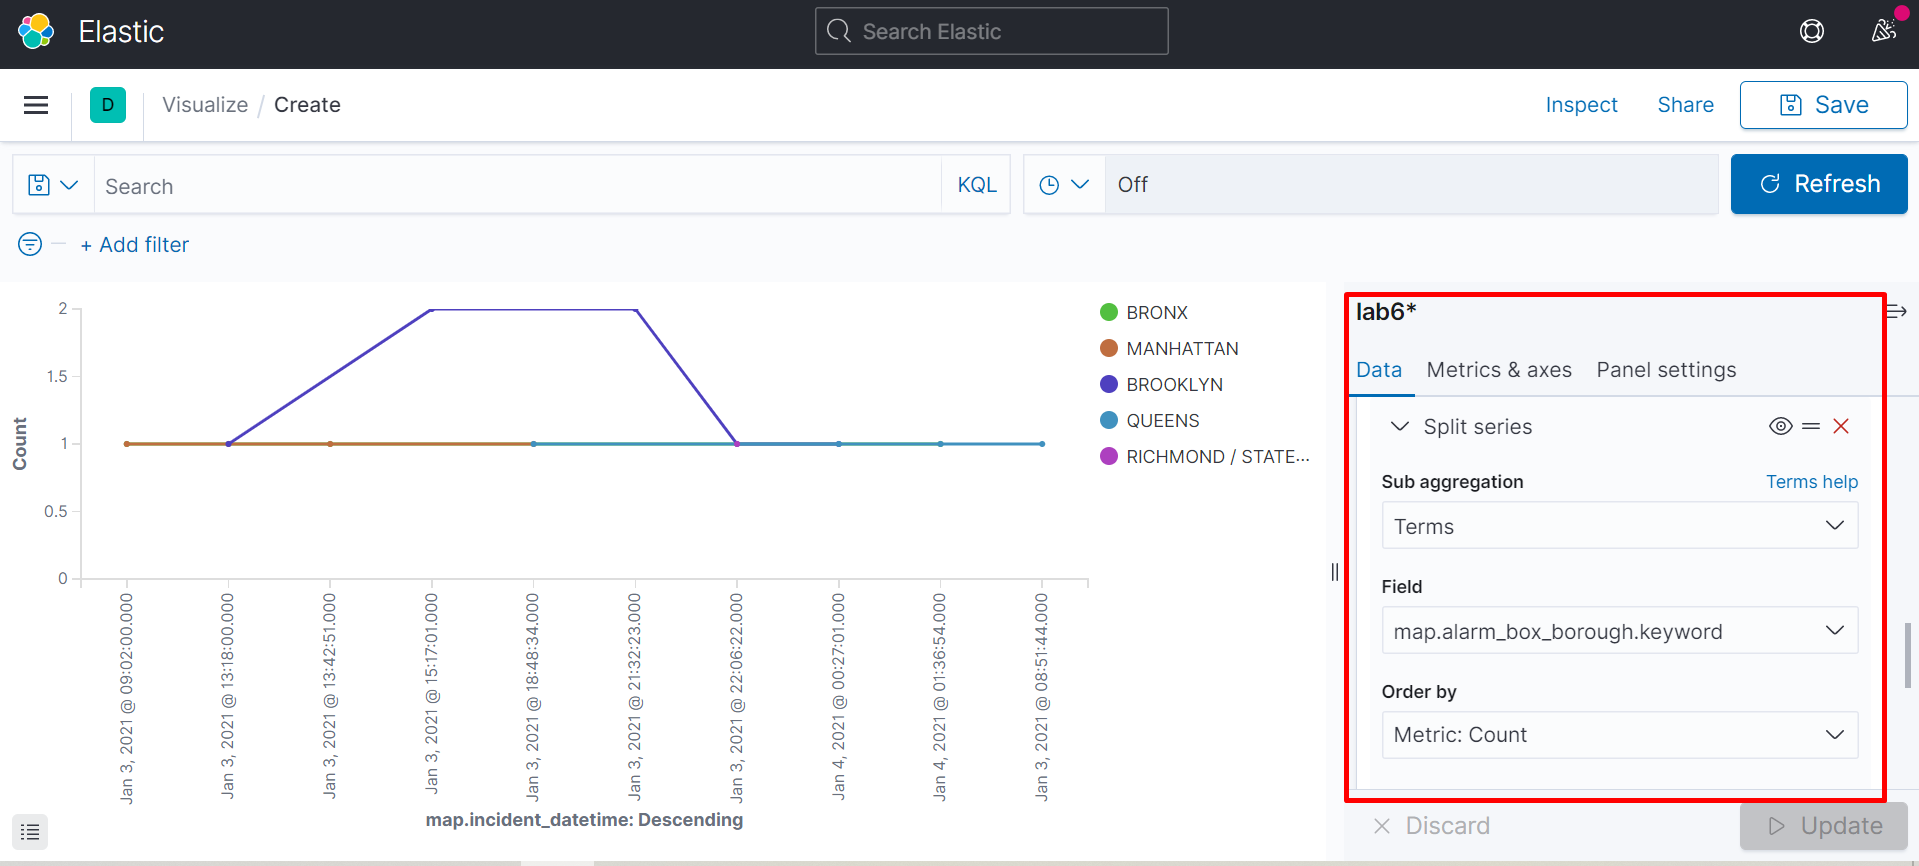 Elastic
Search Elastic
D
Visualize / Create
Inspect
Share
Save
Search
KQL
Off
Refresh
+ Add filter
Count
2
1.5
1
0.5
0
Jan 3, 2021 @ 09:02:00.000
Jan 3, 2021 @ 13:18:00.000
Jan 3, 2021 @ 13:42:51.000
Jan 3, 2021 @ 15:17:01.000
Jan 3, 2021 @ 18:48:34.000
Jan 3, 2021 @ 21:32:23.000
Jan 3, 2021 @ 22:06:22.000
Jan 4, 2021 @ 00:27:01.000
Jan 4, 2021 @ 01:36:54.000
Jan 3, 2021 @ 08:51:44.000
map.incident_datetime: Descending
BRONX
MANHATTAN
BROOKLYN
QUEENS
RICHMOND / STATE...
lab6*
Data
Metrics & axes
Panel settings
Split series
Sub aggregation
Terms help
Terms
Field
map.alarm_box_borough.keyword
Order by
Metric: Count
Discard
Update